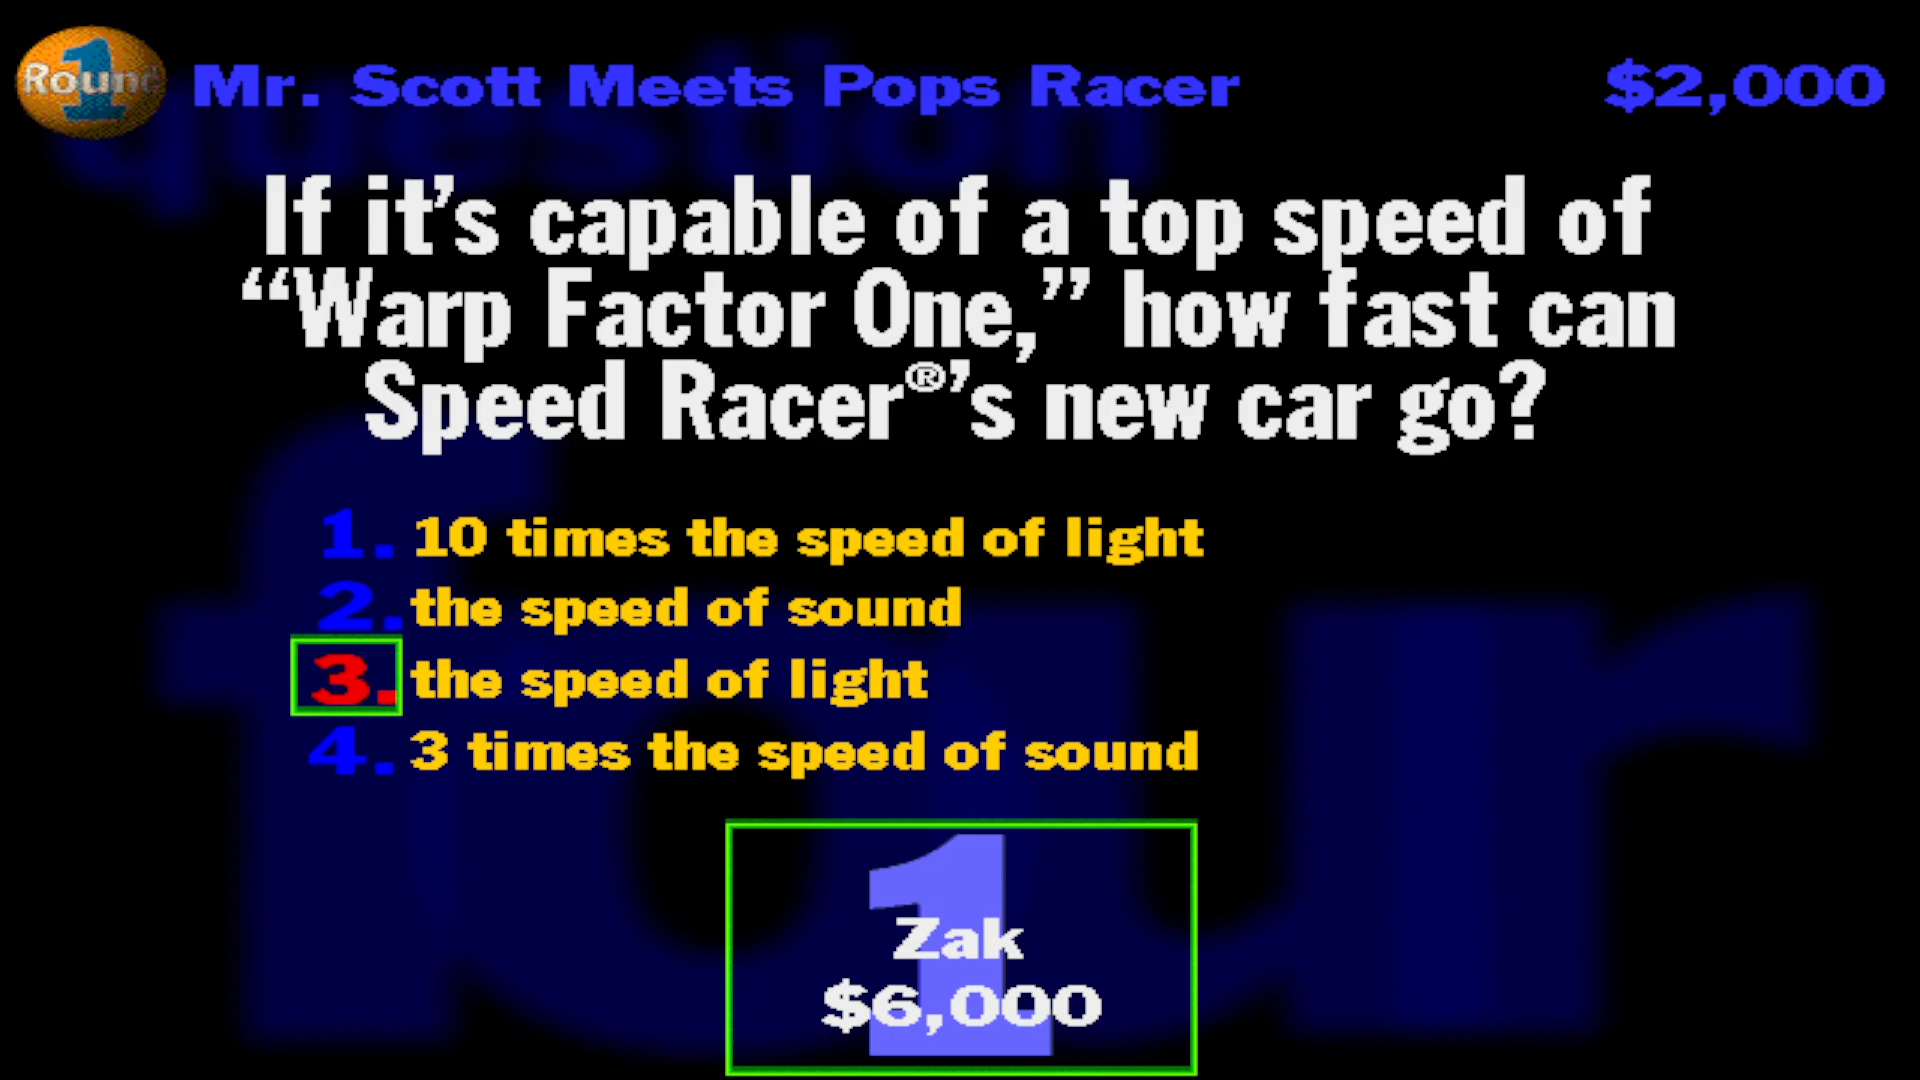 Round 1
Mr. Scott Meets Pops Racer
$2,000
question
If it's capable of a top speed of
“Warp Factor One,” how fast can
Speed Racer®’s new car go?
four
1. 10 times the speed of light
2. the speed of sound
3. the speed of light
4. 3 times the speed of sound
1
Zak
$6,000